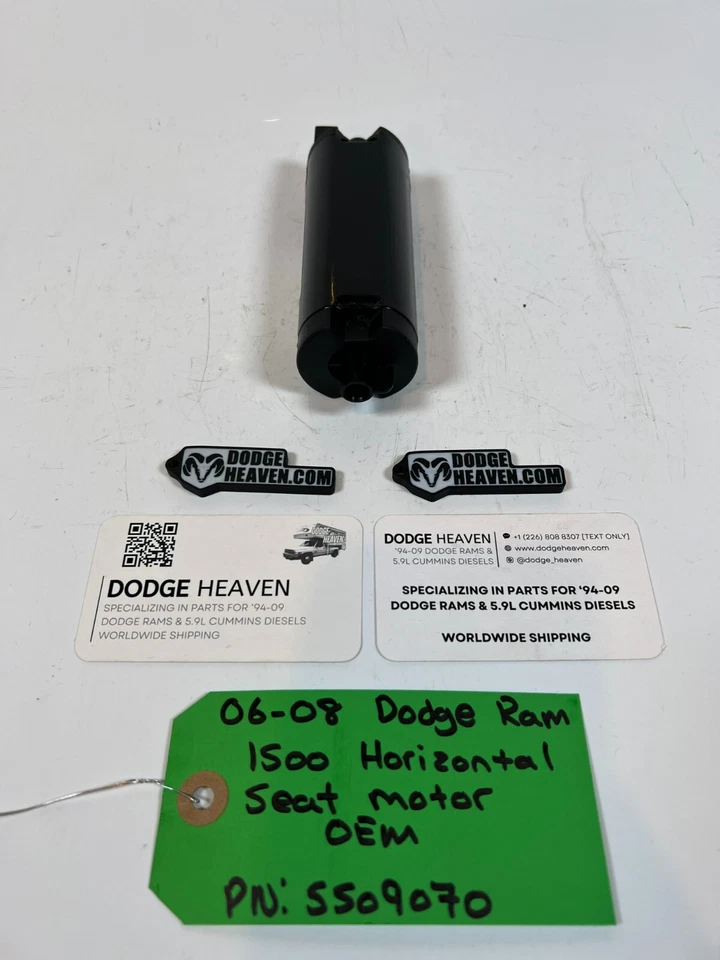 DODGE
HEAVEN.COM
DODGE
HEAVEN.COM
DODGE
HEAVEN
DODGE HEAVEN
SPECIALIZING IN PARTS FOR '94-09
DODGE RAMS & 5.9L CUMMINS DIESELS
WORLDWIDE SHIPPING
DODGE HEAVEN
'94-09 DODGE RAMS &
5.9L CUMMINS DIESELS
+1 (226) 808 8307 [TEXT ONLY]
www.dodgeheaven.com
@dodge_heaven
SPECIALIZING IN PARTS FOR '94-09
DODGE RAMS & 5.9L CUMMINS DIESELS
WORLDWIDE SHIPPING
06-08 Dodge Ram
1500 Horizontal
Seat motor
OEM
PN: 5509070